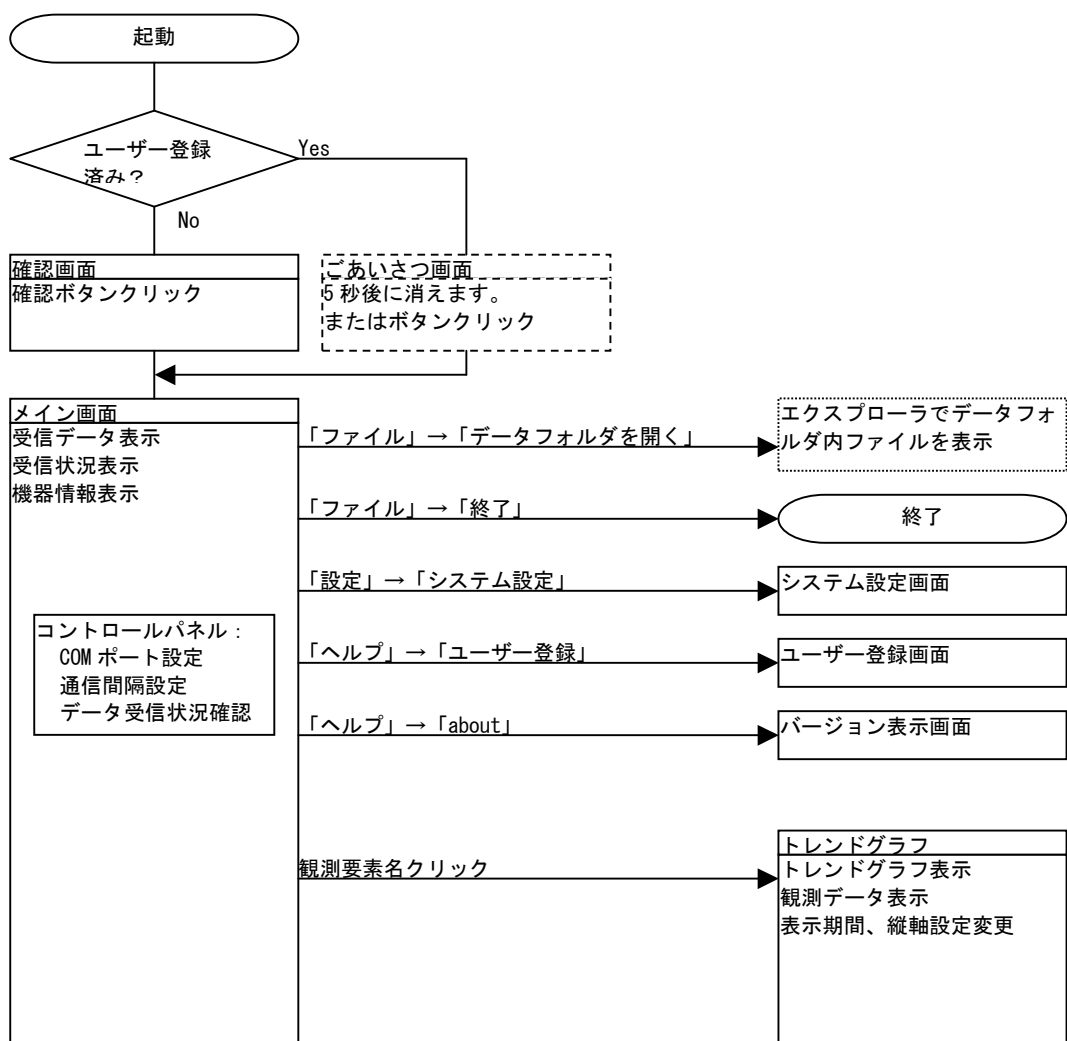 起動
ユーザー登録
済み？
Yes
No
確認画面
確認ボタンクリック
ごあいさつ画面
5秒後に消えます。
またはボタンクリック
メイン画面
受信データ表示
受信状況表示
機器情報表示
コントロールパネル：
COMポート設定
通信間隔設定
データ受信状況確認
「ファイル」→「データフォルダを開く」
エクスプローラでデータフォ
ルダ内ファイルを表示
「ファイル」→「終了」
終了
「設定」→「システム設定」
システム設定画面
「ヘルプ」→「ユーザー登録」
ユーザー登録画面
「ヘルプ」→「about」
バージョン表示画面
観測要素名クリック
トレンドグラフ
トレンドグラフ表示
観測データ表示
表示期間、縦軸設定変更